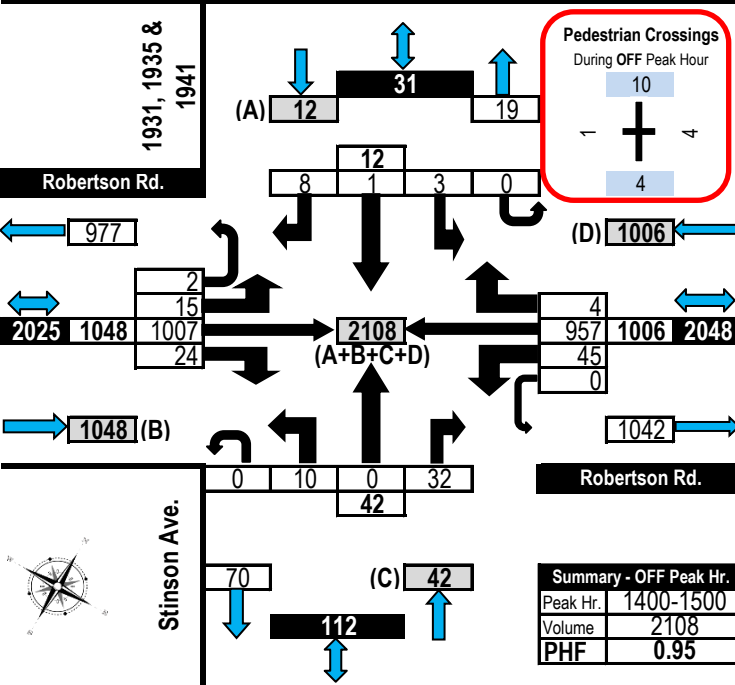 1931, 1935 &
1941
Robertson Rd.
31
(A) 12 19
Pedestrian Crossings
During OFF Peak Hour
10
1 4
4
12
8 1 3 0
977
(D) 1006
2
15
2025 1048 1007
24
2108
(A+B+C+D)
4
957 1006 2048
45
0
1048 (B)
1042
0 10 0 32
42
Robertson Rd.
Stinson Ave.
70
(C) 42
112
Summary - OFF Peak Hr.
Peak Hr. 1400-1500
Volume 2108
PHF 0.95